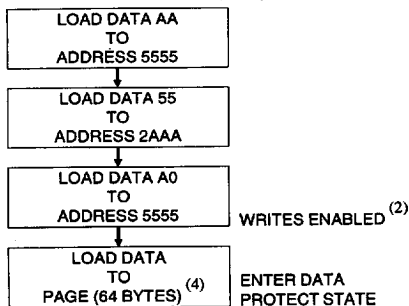 LOAD DATA AA
TO
ADDRESS 5555
LOAD DATA 55
TO
ADDRESS 2AAA
LOAD DATA A0
TO
ADDRESS 5555
WRITES ENABLED (2)
LOAD DATA
TO
PAGE (64 BYTES) (4)
ENTER DATA
PROTECT STATE